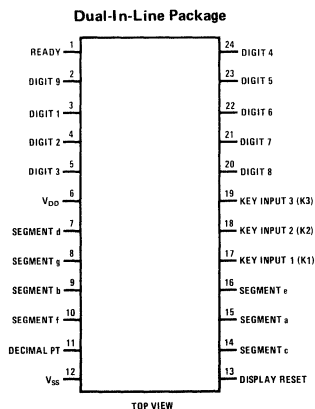 Dual-In-Line Package
READY 1
DIGIT 9 2
DIGIT 1 3
DIGIT 2 4
DIGIT 3 5
VDD 6
SEGMENT d 7
SEGMENT g 8
SEGMENT b 9
SEGMENT f 10
DECIMAL PT 11
VSS 12
24 DIGIT 4
23 DIGIT 5
22 DIGIT 6
21 DIGIT 7
20 DIGIT 8
19 KEY INPUT 3 (K3)
18 KEY INPUT 2 (K2)
17 KEY INPUT 1 (K1)
16 SEGMENT e
15 SEGMENT a
14 SEGMENT c
13 DISPLAY RESET
TOP VIEW